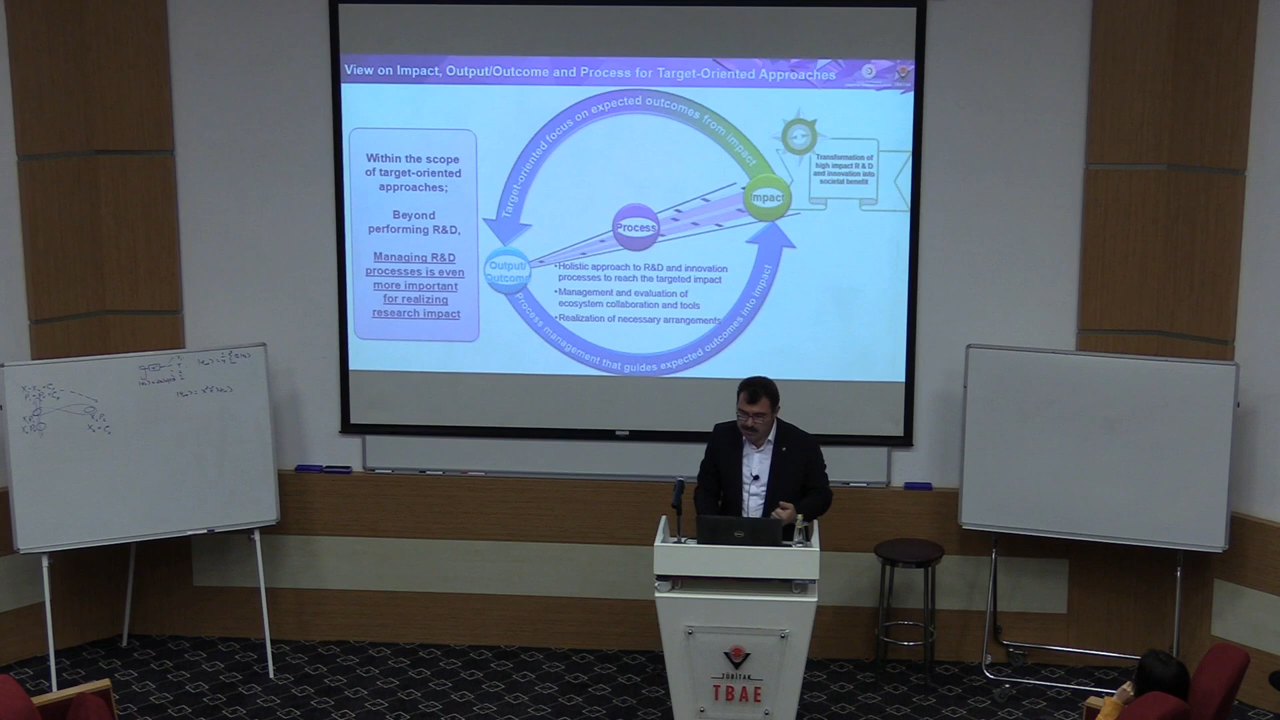 View on Impact, Output/Outcome and Process for Target-Oriented Approaches
Within the scope
of target-oriented
approaches;
Beyond
performing R&D,
Managing R&D
processes is even
more important
for realizing
research impact
Target-oriented focus on expected outcomes from impact
Transformation of
high impact R & D
and innovation into
societal benefit
Impact
Process
Output/
Outcome
•Holistic approach to R&D and innovation
processes to reach the targeted impact
•Management and evaluation of
ecosystem collaboration and tools
•Realization of necessary arrangements
Process management that guides expected outcomes into impact
DELL
TÜBİTAK
TBAE